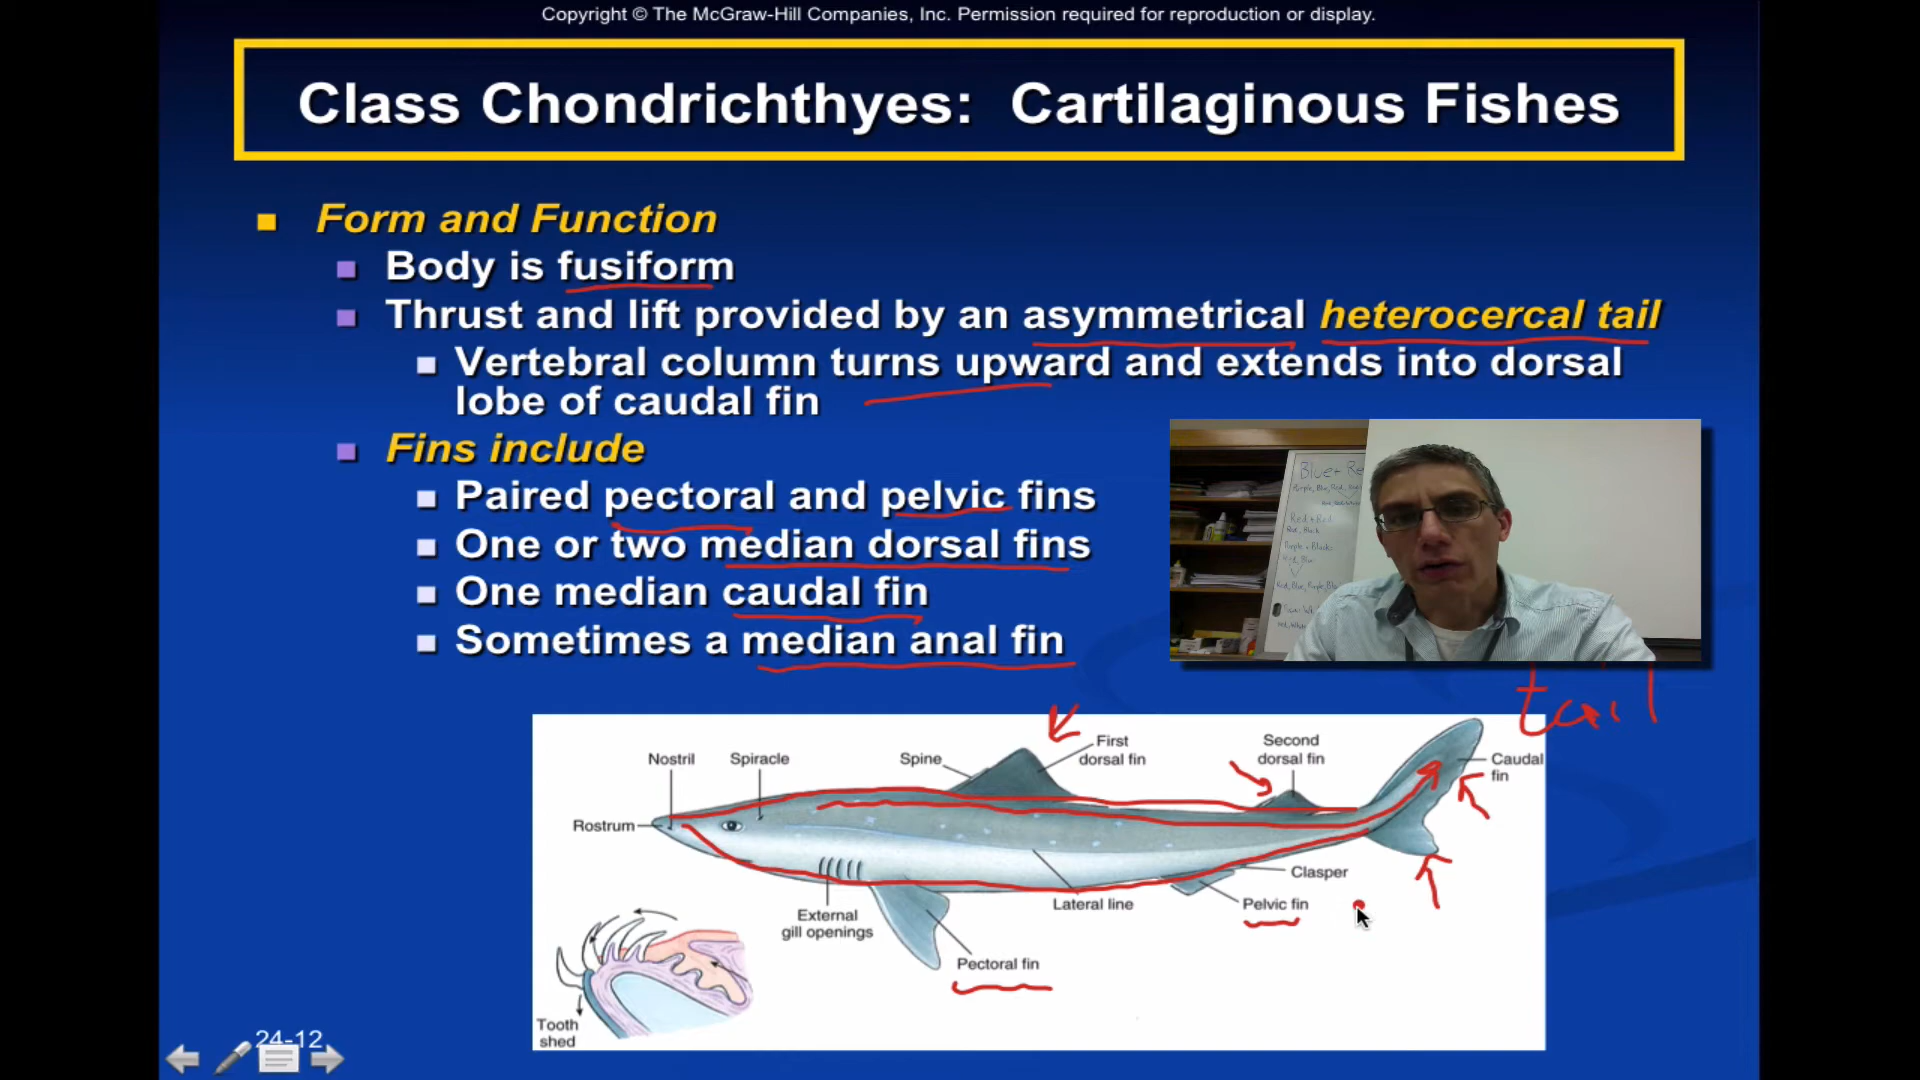 Copyright © The McGraw-Hill Companies, Inc. Permission required for reproduction or display.
Class Chondrichthyes: Cartilaginous Fishes
Form and Function
Body is fusiform
Thrust and lift provided by an asymmetrical heterocercal tail
Vertebral column turns upward and extends into dorsal
lobe of caudal fin
Fins include
Paired pectoral and pelvic fins
One or two median dorsal fins
One median caudal fin
Sometimes a median anal fin
Blue + Re
Red + Red
tail
Nostril
Spiracle
Spine
First
dorsal fin
Second
dorsal fin
Caudal
fin
Rostrum
Clasper
Pelvic fin
Lateral line
External
gill openings
Pectoral fin
Tooth
shed
24-12